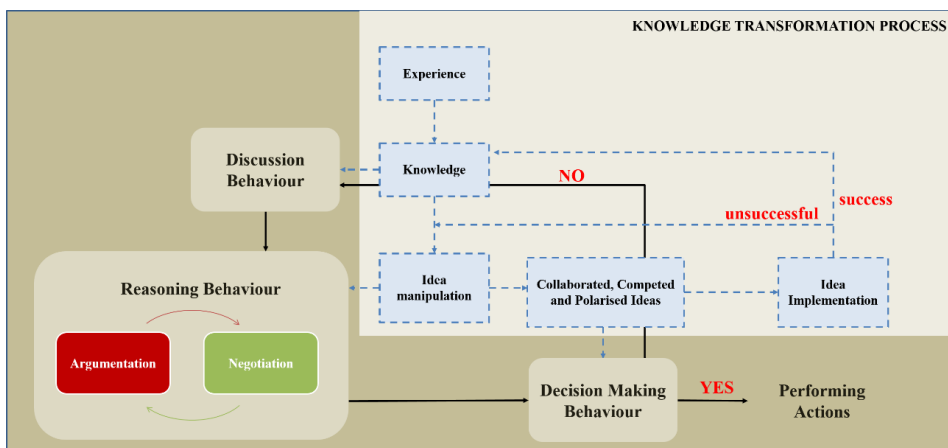 KNOWLEDGE TRANSFORMATION PROCESS
Experience
Discussion
Behaviour
Knowledge
NO
success
unsuccessful
Reasoning Behaviour
Idea
manipulation
Collaborated, Competed
and Polarised Ideas
Idea
Implementation
Argumentation
Negotiation
Decision Making
Behaviour
YES
Performing
Actions